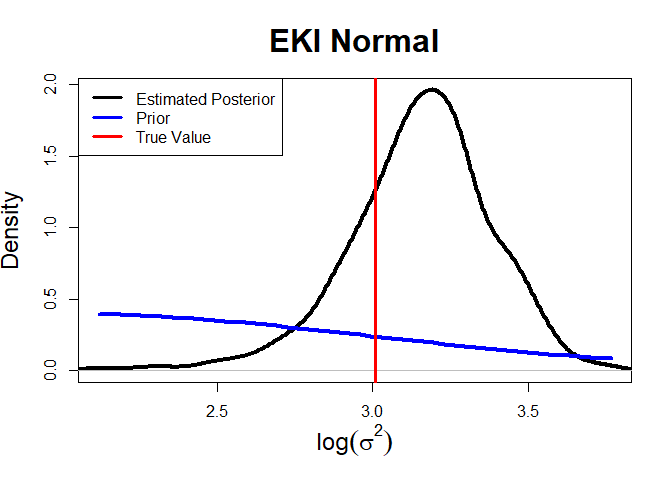 EKI Normal
Estimated Posterior
Prior
True Value
Density
0.0
0.5
1.0
1.5
2.0
2.5
3.0
3.5
log(σ²)